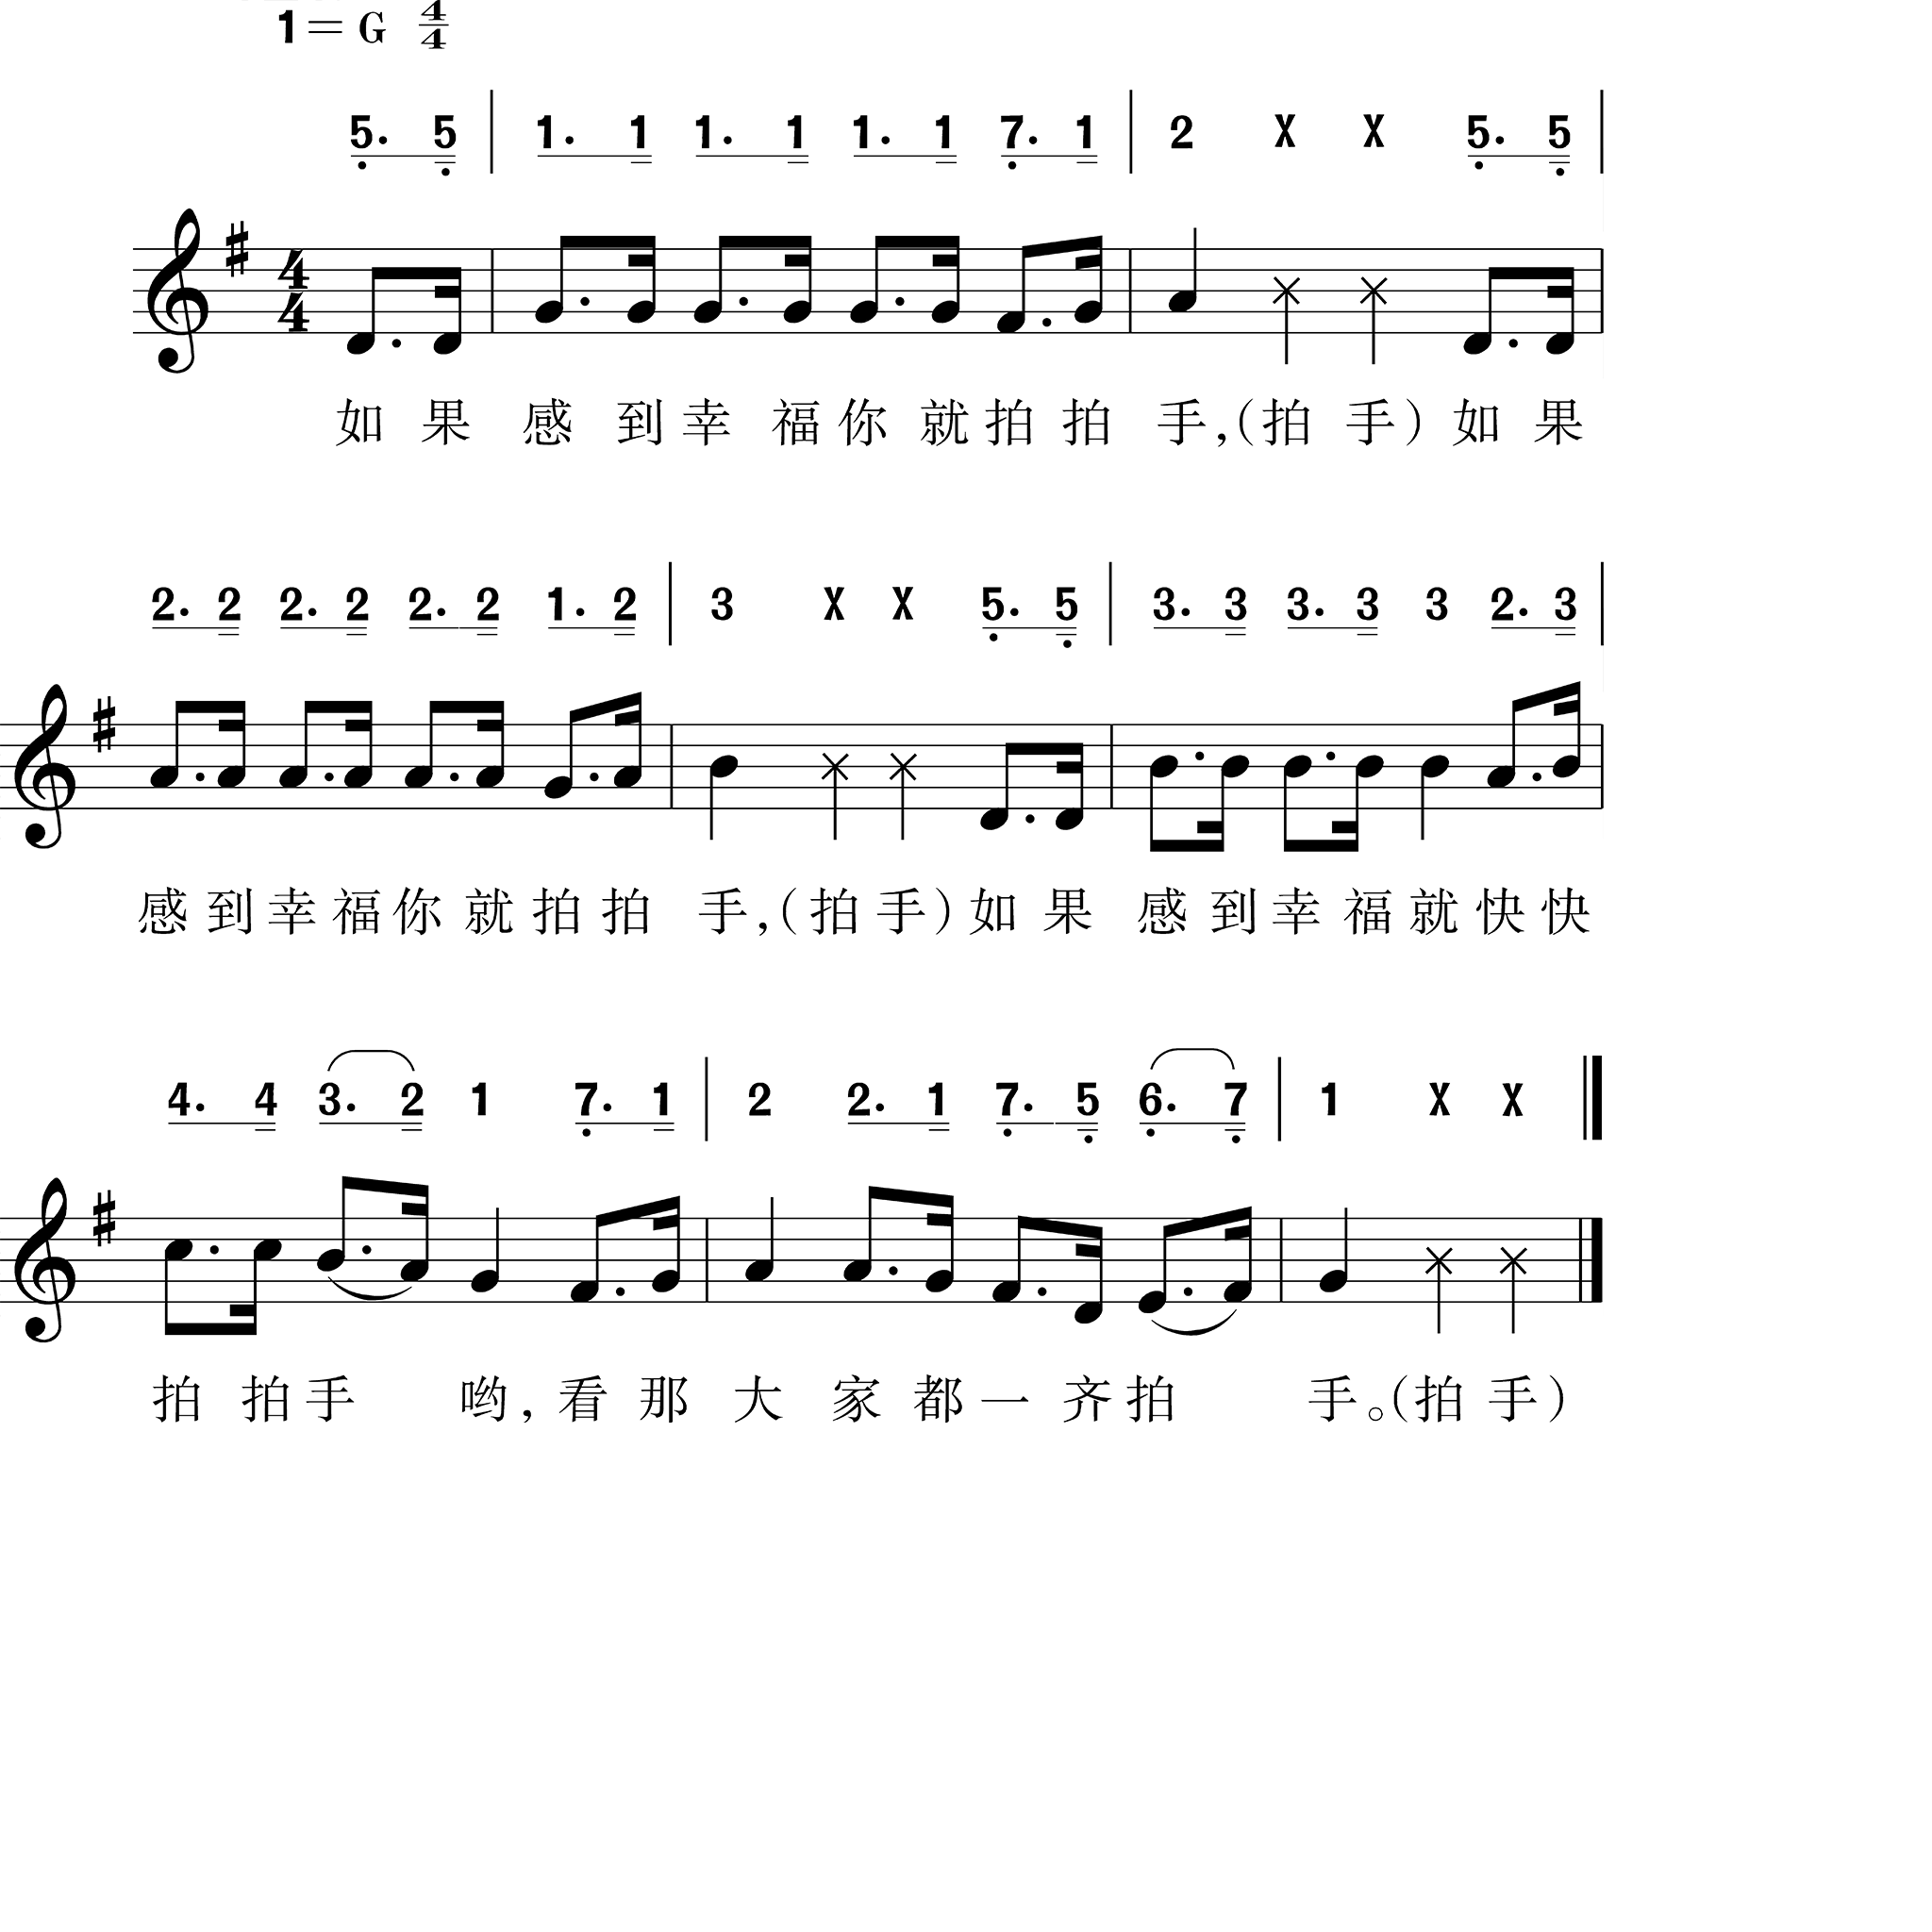 1=G 4/4
5. 5 | 1. 1 1. 1 1. 1 7. 1 | 2 X X 5. 5 |
4/4
如果感到幸福你就拍拍手,(拍手)如果
2. 2 2. 2 2. 2 1. 2 | 3 X X 5. 5 | 3. 3 3. 3 3 2. 3 |
感到幸福你就拍拍手,(拍手)如果感到幸福就快快
4. 4 3. 2 1 7. 1 | 2 2. 1 7. 5 6. 7 | 1 X X
拍拍手哟,看那大家都一齐拍手。(拍手)